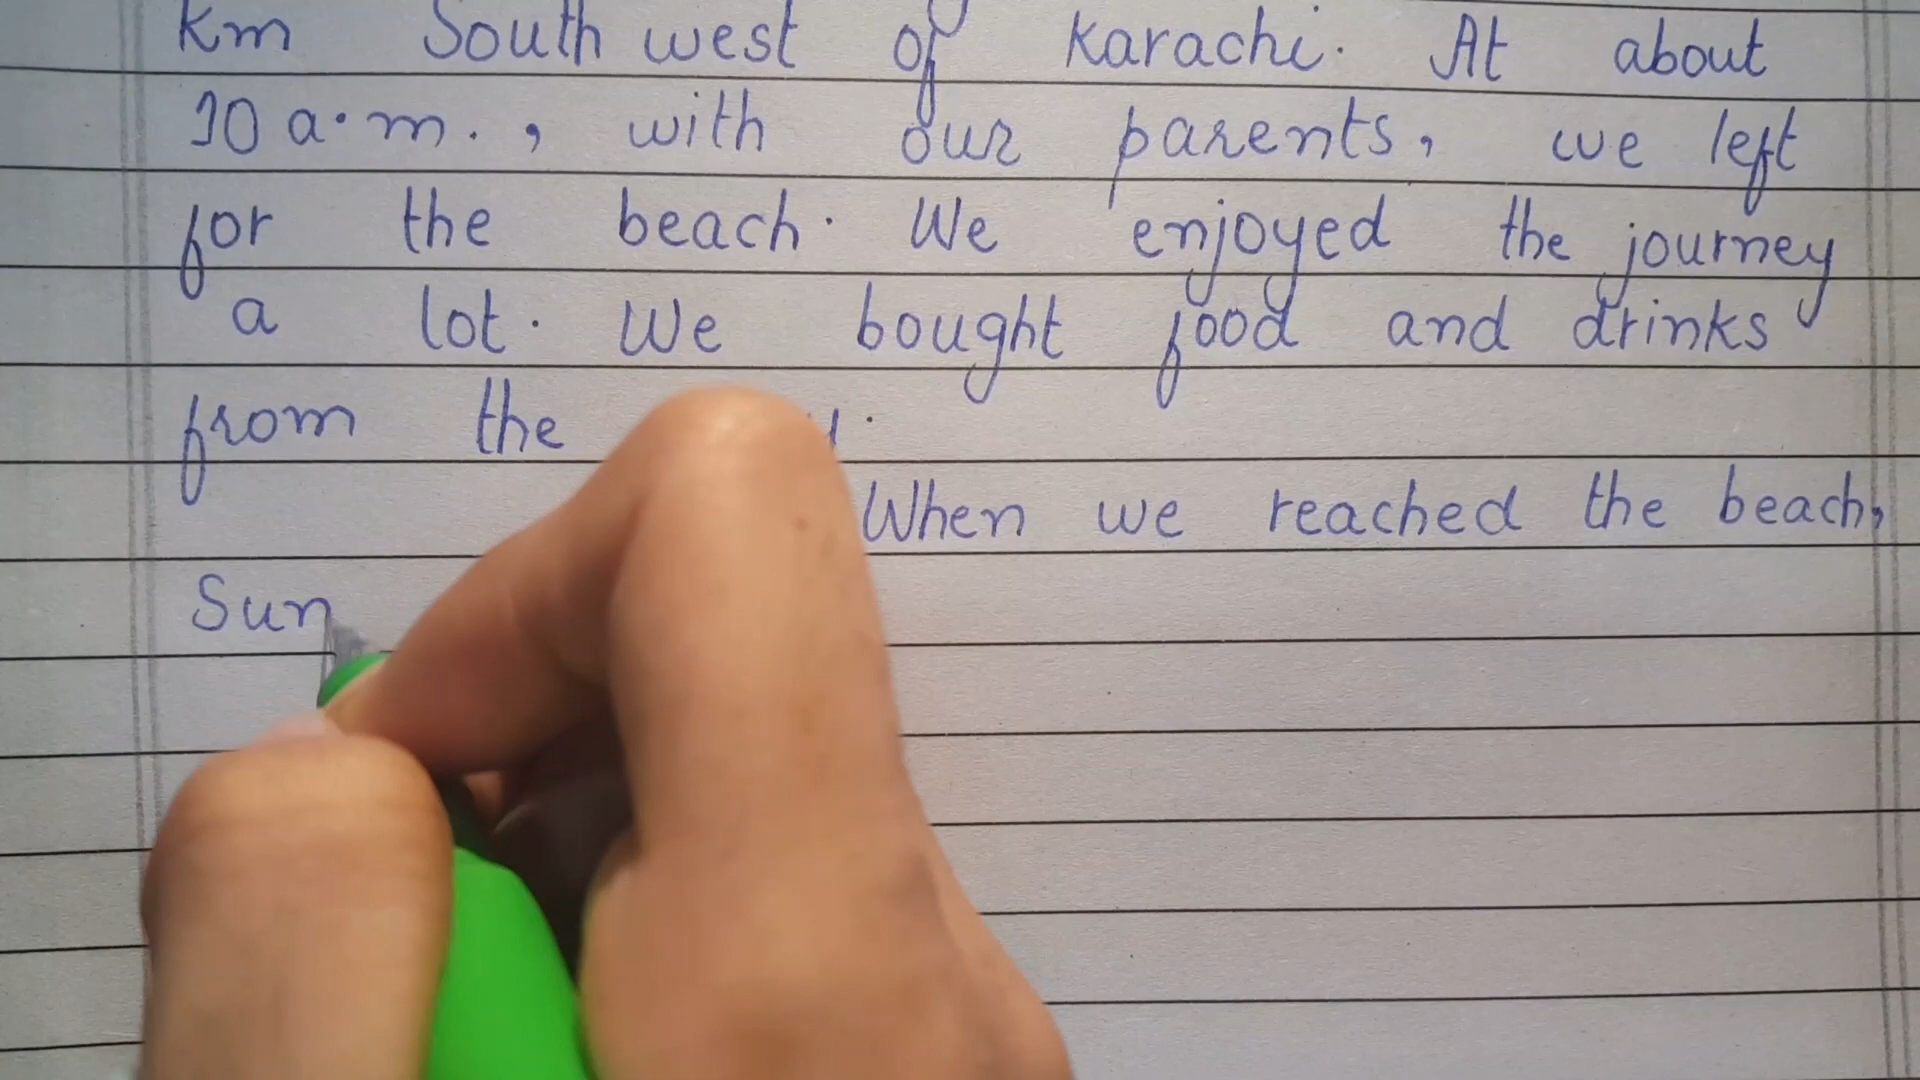 Km South west of Karachi. At about
10 a.m., with our parents, we left
for the beach. We enjoyed the journey
a lot. We bought food and drinks
from the
When we reached the beach,
Sun